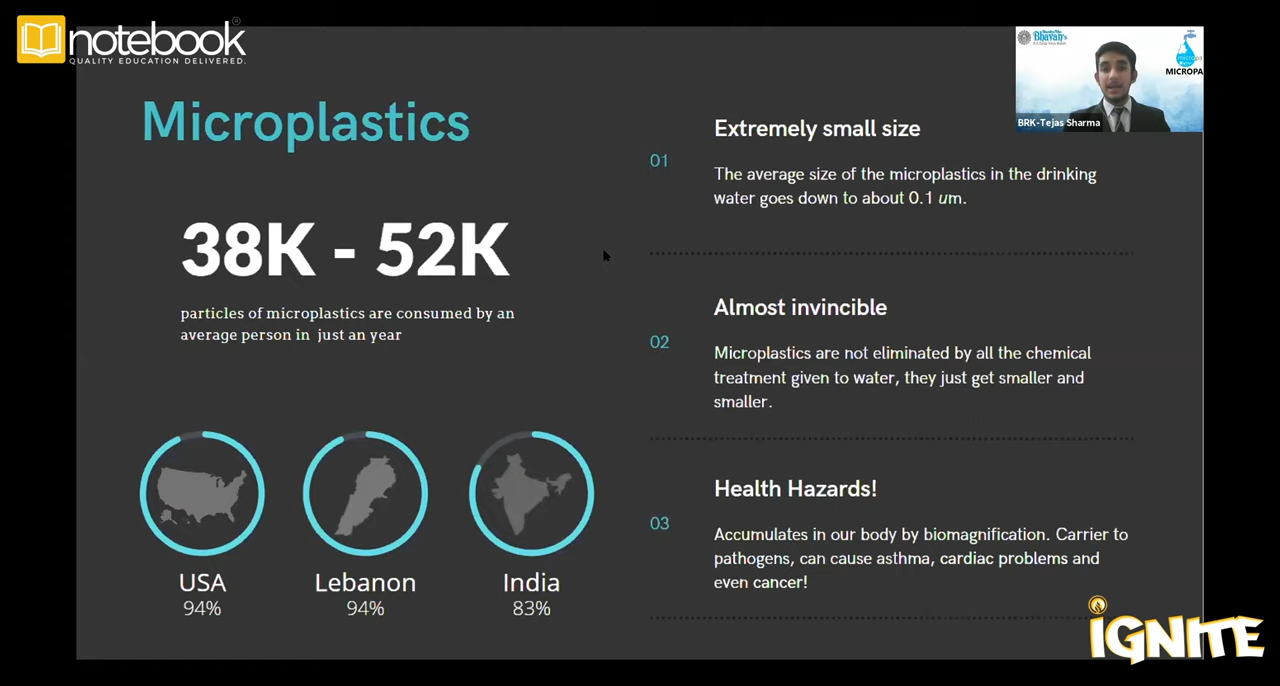 notebook
QUALITY EDUCATION DELIVERED.
Microplastics
38K - 52K
particles of microplastics are consumed by an
average person in just an year
USA
94%
Lebanon
94%
India
83%
01
Extremely small size
The average size of the microplastics in the drinking
water goes down to about 0.1 um.
02
Almost invincible
Microplastics are not eliminated by all the chemical
treatment given to water, they just get smaller and
smaller.
03
Health Hazards!
Accumulates in our body by biomagnification. Carrier to
pathogens, can cause asthma, cardiac problems and
even cancer!
Bhavan's
MICROPA
BRK-Tejas Sharma
iGNITE